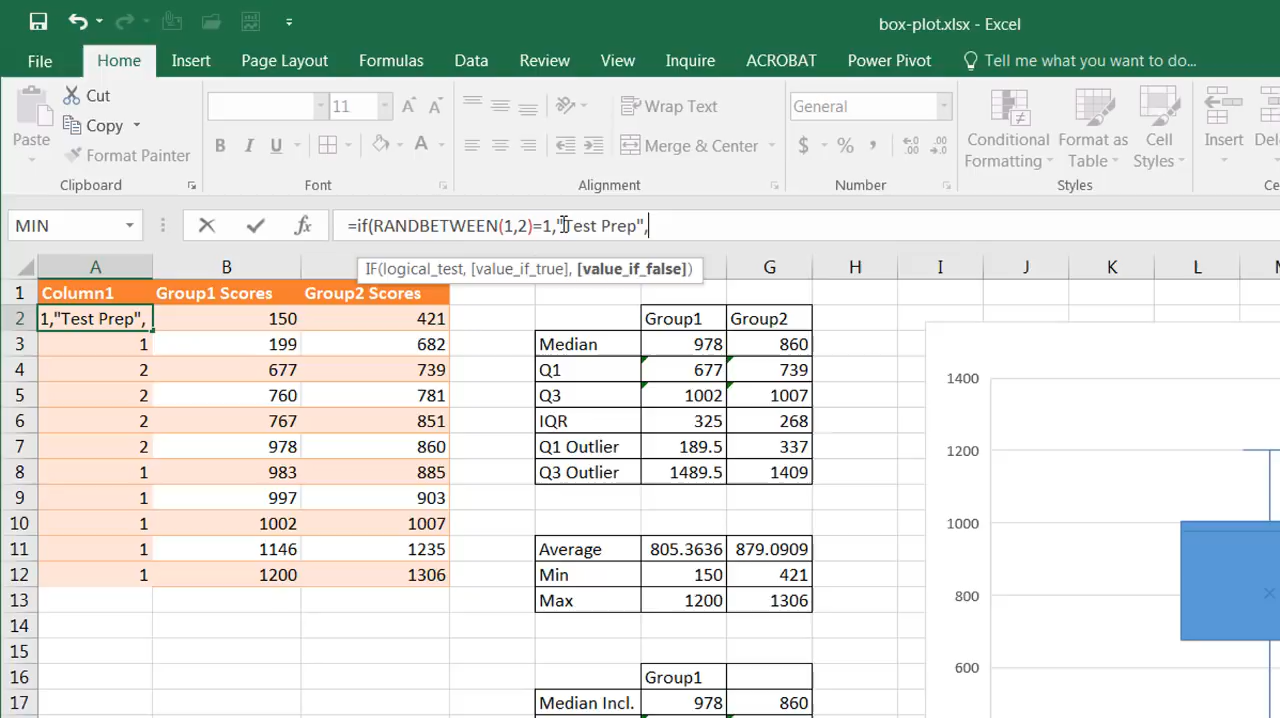 box-plot.xlsx - Excel
File Home Insert Page Layout Formulas Data Review View Inquire ACROBAT Power Pivot Tell me what you want to do...
Paste Cut Copy Format Painter
11
B I U A
Wrap Text
Merge & Center
General
$ %
Conditional Formatting
Format as Table
Cell Styles
Insert
Clipboard Font Alignment Number Styles
MIN fx =if(RANDBETWEEN(1,2)=1,"Test Prep",
IF(logical_test, [value_if_true], [value_if_false])
A B G H I J K L
1 Column1 Group1 Scores Group2 Scores
2 1,"Test Prep", 150 421 Group1 Group2
3 1 199 682 Median 978 860
4 2 677 739 Q1 677 739
5 2 760 781 Q3 1002 1007
6 2 767 851 IQR 325 268
7 2 978 860 Q1 Outlier 189.5 337
8 1 983 885 Q3 Outlier 1489.5 1409
9 1 997 903
10 1 1002 1007
11 1 1146 1235 Average 805.3636 879.0909
12 1 1200 1306 Min 150 421
13 Max 1200 1306
14
15
16 Group1
17 Median Incl. 978 860
1400
1200
1000
800
600